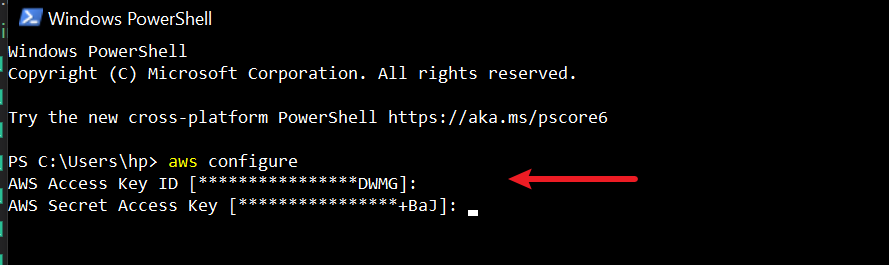 Windows PowerShell
Windows PowerShell
Copyright (C) Microsoft Corporation. All rights reserved.
Try the new cross-platform PowerShell https://aka.ms/pscore6
PS C:\Users\hp> aws configure
AWS Access Key ID [****************DWMG]:
AWS Secret Access Key [****************+BaJ]: